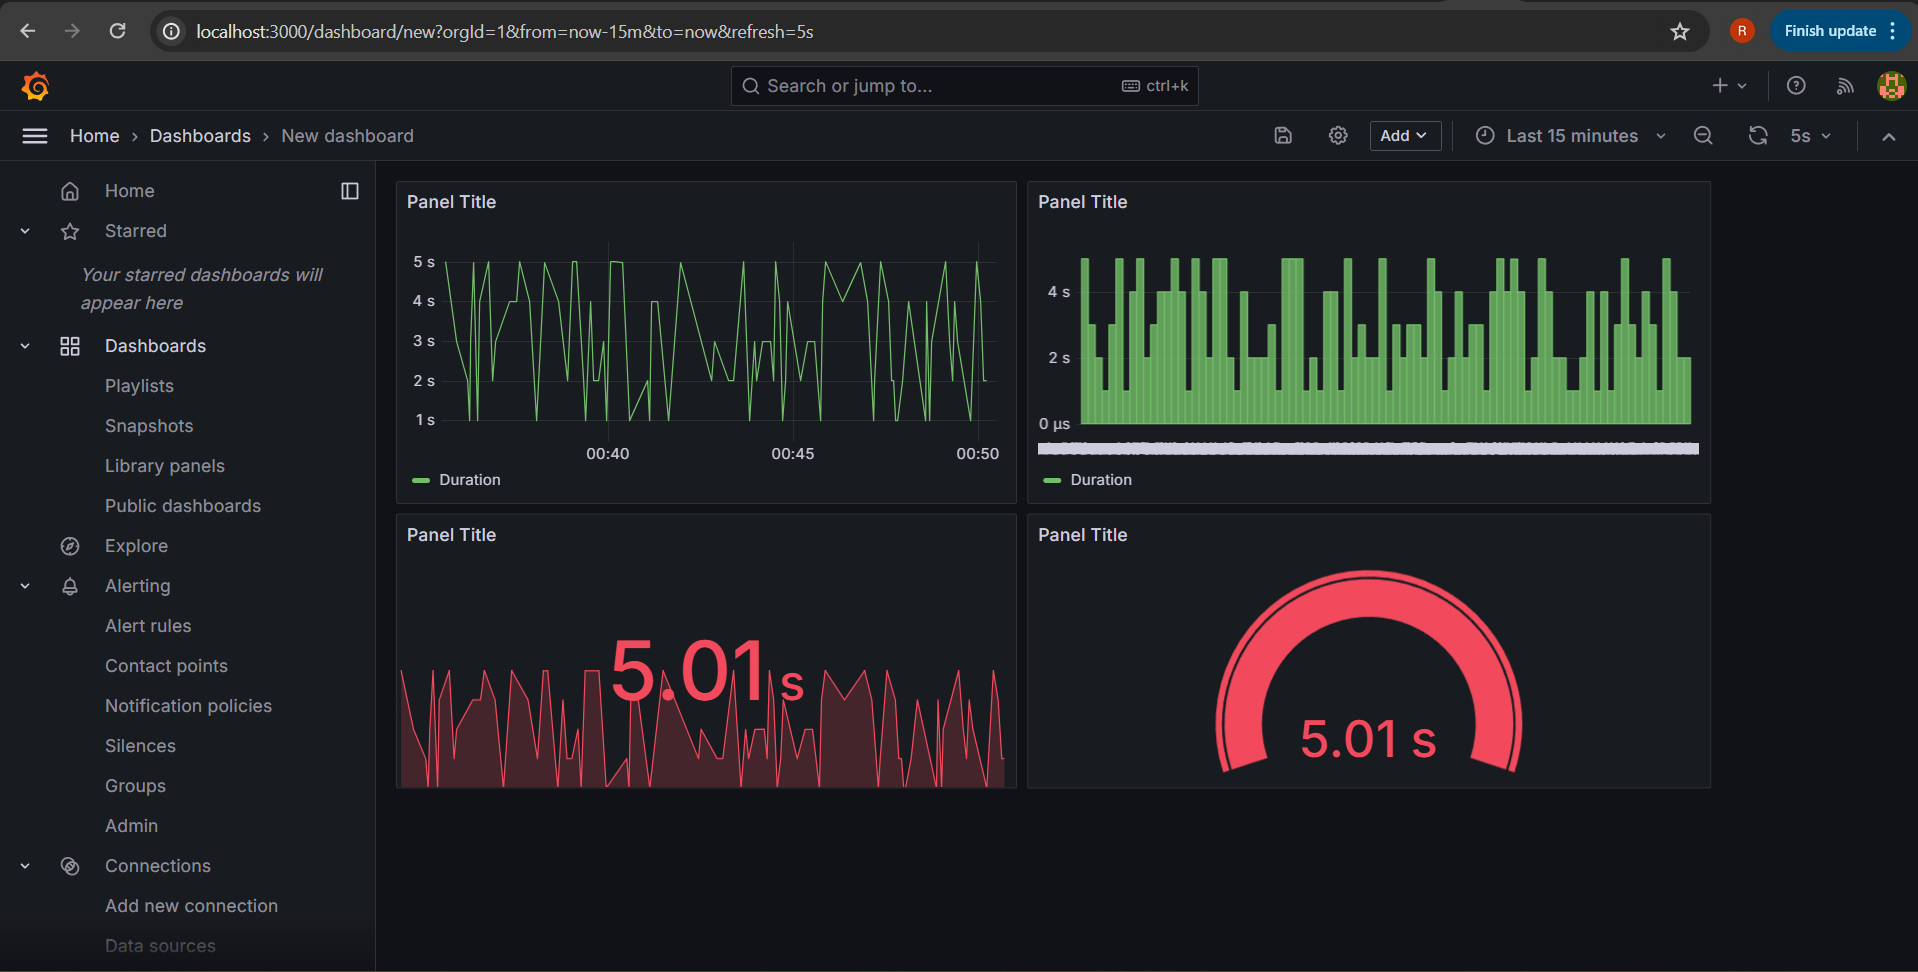 localhost:3000/dashboard/new?orgId=1&from=now-15m&to=now&refresh=5s
R
Finish update
Search or jump to...
ctrl+k
Home
Dashboards
New dashboard
Add
Last 15 minutes
5s
Home
Starred
Your starred dashboards will
appear here
Dashboards
Playlists
Snapshots
Library panels
Public dashboards
Explore
Alerting
Alert rules
Contact points
Notification policies
Silences
Groups
Admin
Connections
Add new connection
Data sources
Panel Title
5 s
4 s
3 s
2 s
1 s
00:40 00:45 00:50
Duration
Panel Title
4 s
2 s
0 µs
Duration
Panel Title
5.01 s
Panel Title
5.01 s